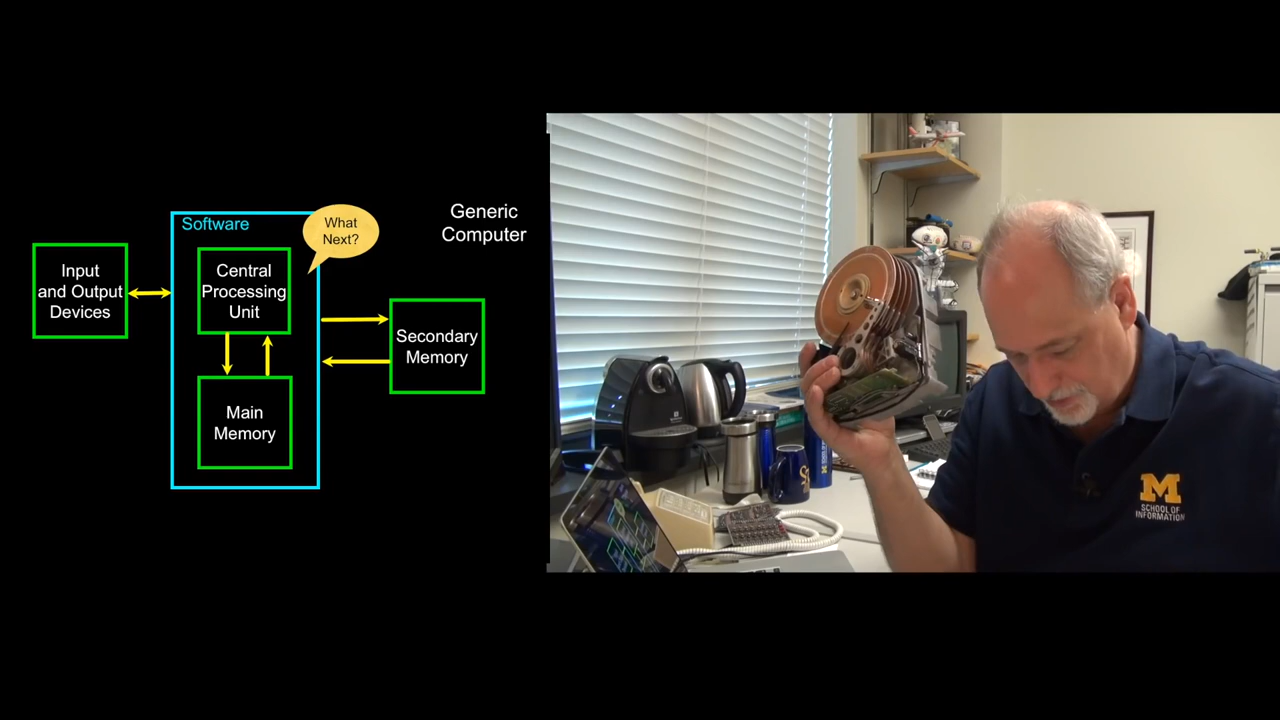 Generic
Computer
Software
What
Next?
Input
and Output
Devices
Central
Processing
Unit
Secondary
Memory
Main
Memory
M
SCHOOL OF
INFORMATION